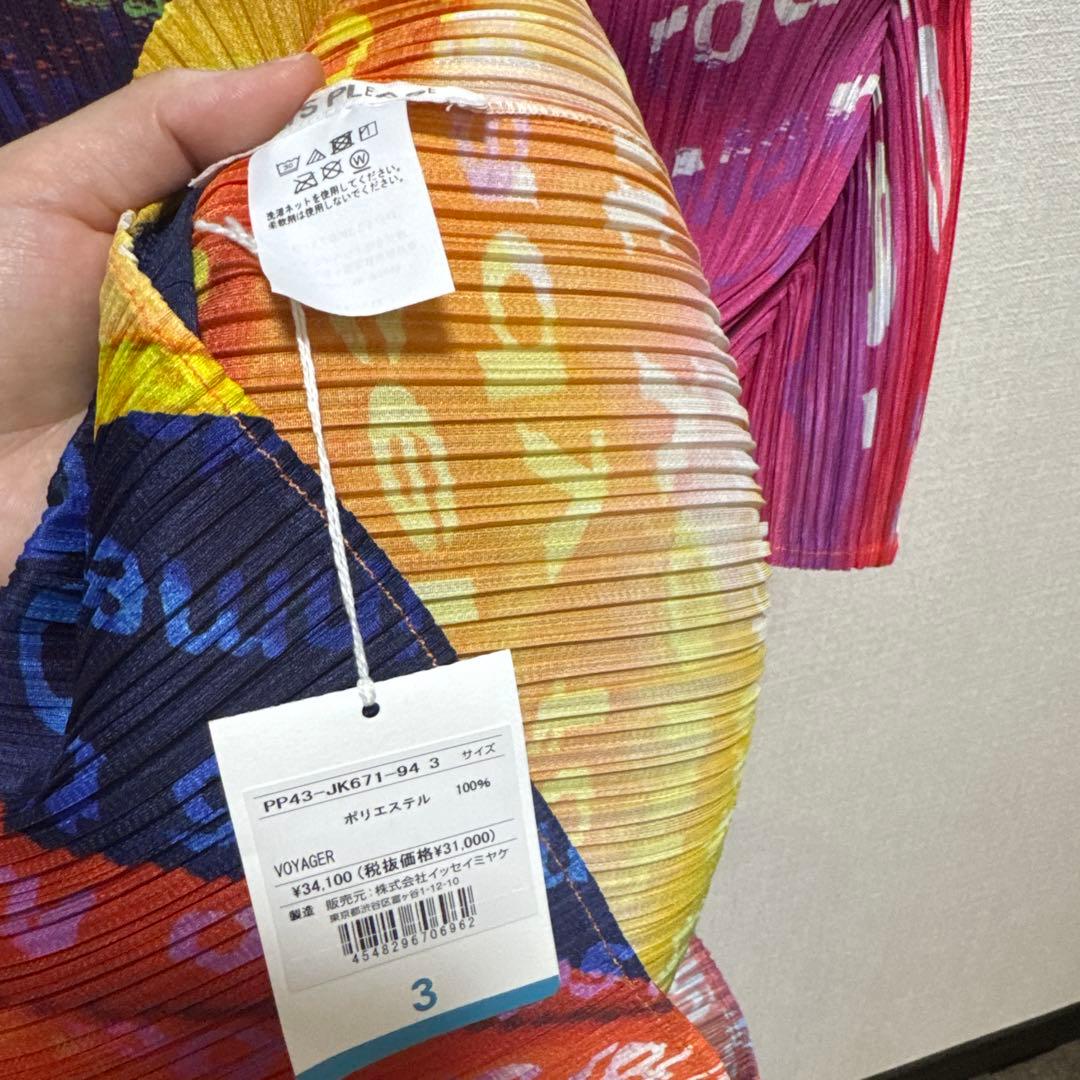 S PLEASE
30
W
洗濯ネットを使用してください。
柔軟剤は使用しないでください。
PP43-JK671-94 3 サイズ
ポリエステル 100%
VOYAGER
¥34,100(税抜価格¥31,000)
製造 販売元:株式会社イッセイミヤケ
東京都渋谷区富ヶ谷1-12-10
4548296706962
3